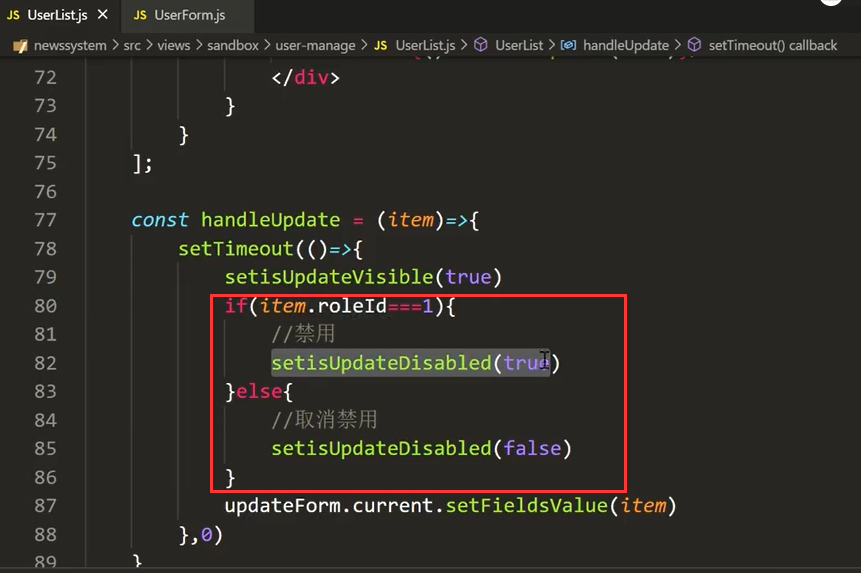 JS UserList.js × JS UserForm.js
newssystem > src > views > sandbox > user-manage > JS UserList.js > UserList > handleUpdate > setTimeout() callback
72 </div>
73 }
74 }
75 ];
76
77 const handleUpdate = (item)=>{
78 setTimeout(()=>{
79 setisUpdateVisible(true)
80 if(item.roleId===1){
81 //禁用
82 setisUpdateDisabled(true)
83 }else{
84 //取消禁用
85 setisUpdateDisabled(false)
86 }
87 updateForm.current.setFieldsValue(item)
88 },0)
89 }